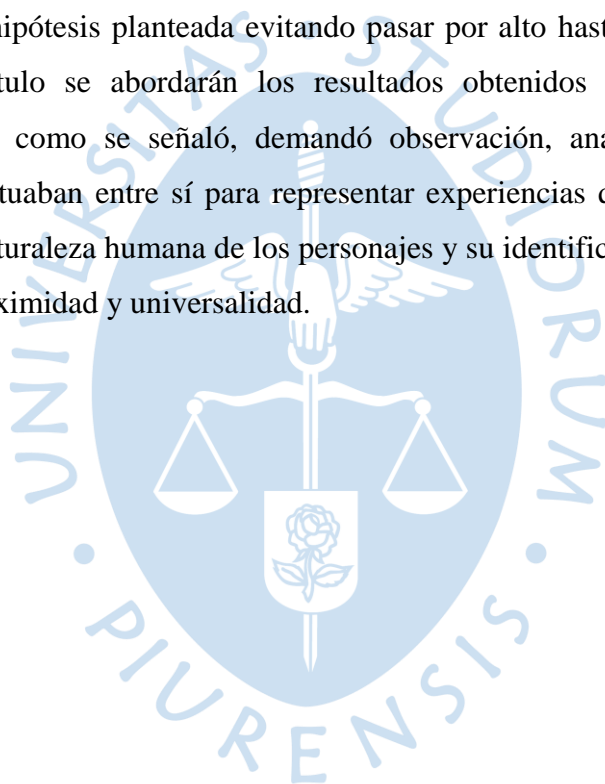 hipótesis planteada evitando pasar por alto hast
tulo se abordarán los resultados obtenidos
como se señaló, demandó observación, aná
tuaban entre sí para representar experiencias d
turaleza humana de los personajes y su identific
ximidad y universalidad.
UNIVERSITAS • STUDIORUM • PIURENSIS •